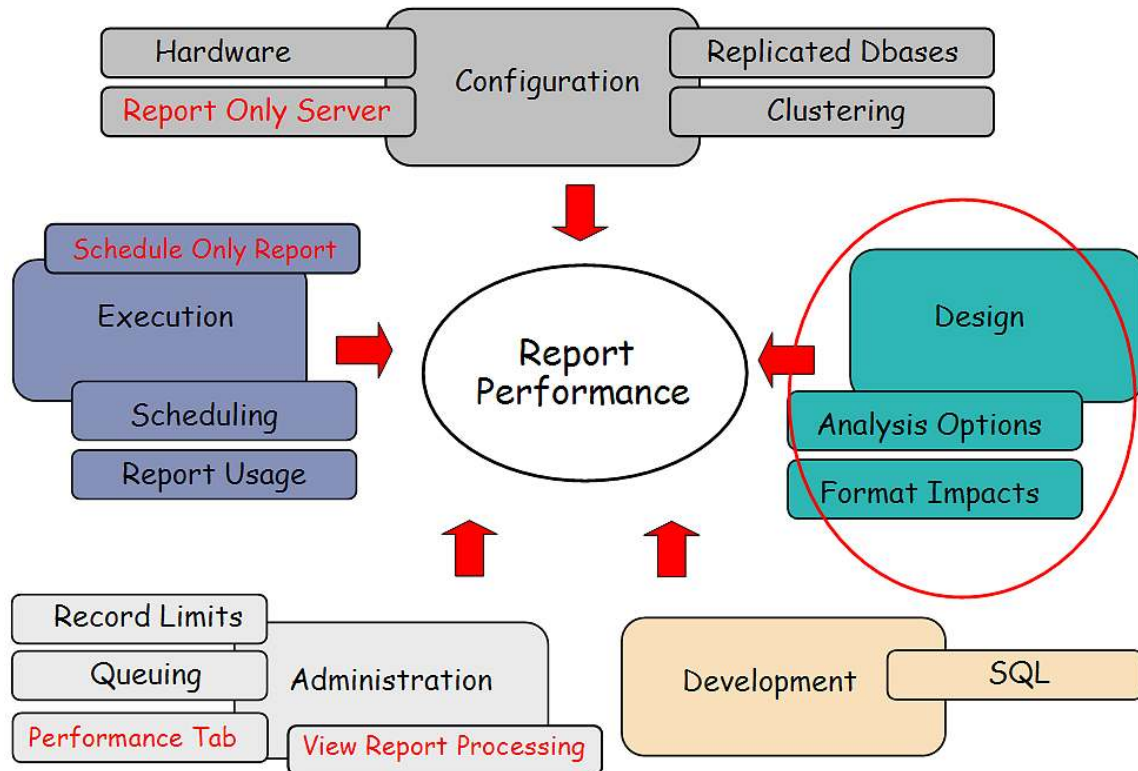 Hardware
Configuration
Replicated Dbases
Report Only Server
Clustering
Schedule Only Report
Execution
Scheduling
Report Usage
Report
Performance
Design
Analysis Options
Format Impacts
Record Limits
Queuing
Administration
Performance Tab
View Report Processing
Development
SQL